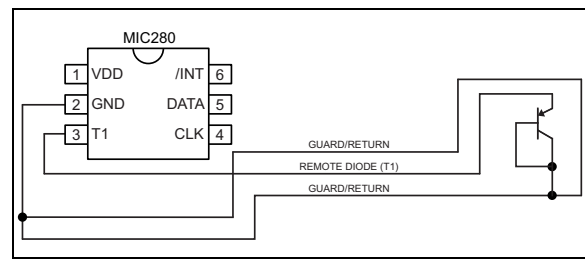 MIC280
1 VDD /INT 6
2 GND DATA 5
3 T1 CLK 4
GUARD/RETURN
REMOTE DIODE (T1)
GUARD/RETURN